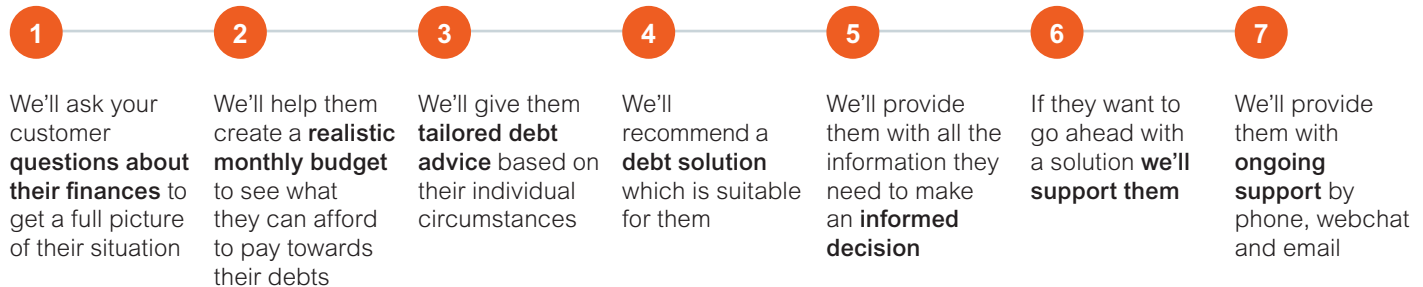 1
We’ll ask your
customer
questions about
their finances to
get a full picture
of their situation
2
We’ll help them
create a realistic
monthly budget
to see what
they can afford
to pay towards
their debts
3
We’ll give them
tailored debt
advice based on
their individual
circumstances
4
We’ll
recommend a
debt solution
which is suitable
for them
5
We’ll provide
them with all the
information they
need to make
an informed
decision
6
If they want to
go ahead with
a solution we’ll
support them
7
We’ll provide
them with
ongoing
support by
phone, webchat
and email